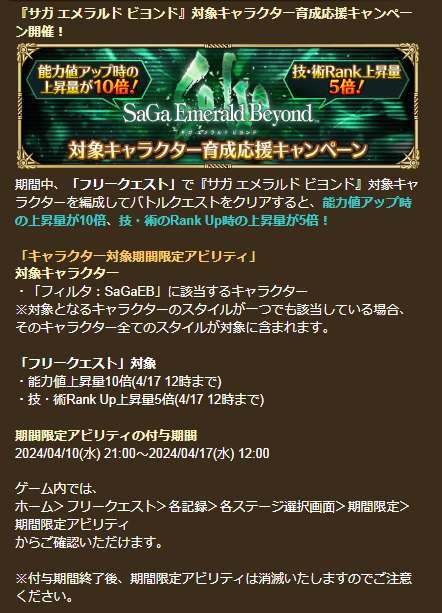 『サガ エメラルド ビヨンド』対象キャラクター育成応援キャンペー
ン開催！
能力値アップ時の
上昇量が10倍!
技・術Rank上昇量
5倍!
SaGa Emerald Beyond™
サガ エメラルド ビヨンド
対象キャラクター育成応援キャンペーン
期間中、「フリークエスト」で『サガ エメラルド ビヨンド』対象キャ
ラクターを編成してバトルクエストをクリアすると、能力値アップ時
の上昇量が10倍、技・術のRank Up時の上昇量が5倍！
「キャラクター対象期間限定アビリティ」
対象キャラクター
・「フィルタ：SaGaEB」に該当するキャラクター
※対象となるキャラクターのスタイルが一つでも該当している場合、
そのキャラクター全てのスタイルが対象に含まれます。
「フリークエスト」対象
・能力値上昇量10倍(4/17 12時まで)
・技・術Rank Up上昇量5倍(4/17 12時まで)
期間限定アビリティの付与期間
2024/04/10(水) 21:00～2024/04/17(水) 12:00
ゲーム内では、
ホーム＞フリークエスト＞各記録＞各ステージ選択画面＞期間限定＞
期間限定アビリティ
からご確認いただけます。
※付与期間終了後、期間限定アビリティは消滅いたしますのでご注意
ください。